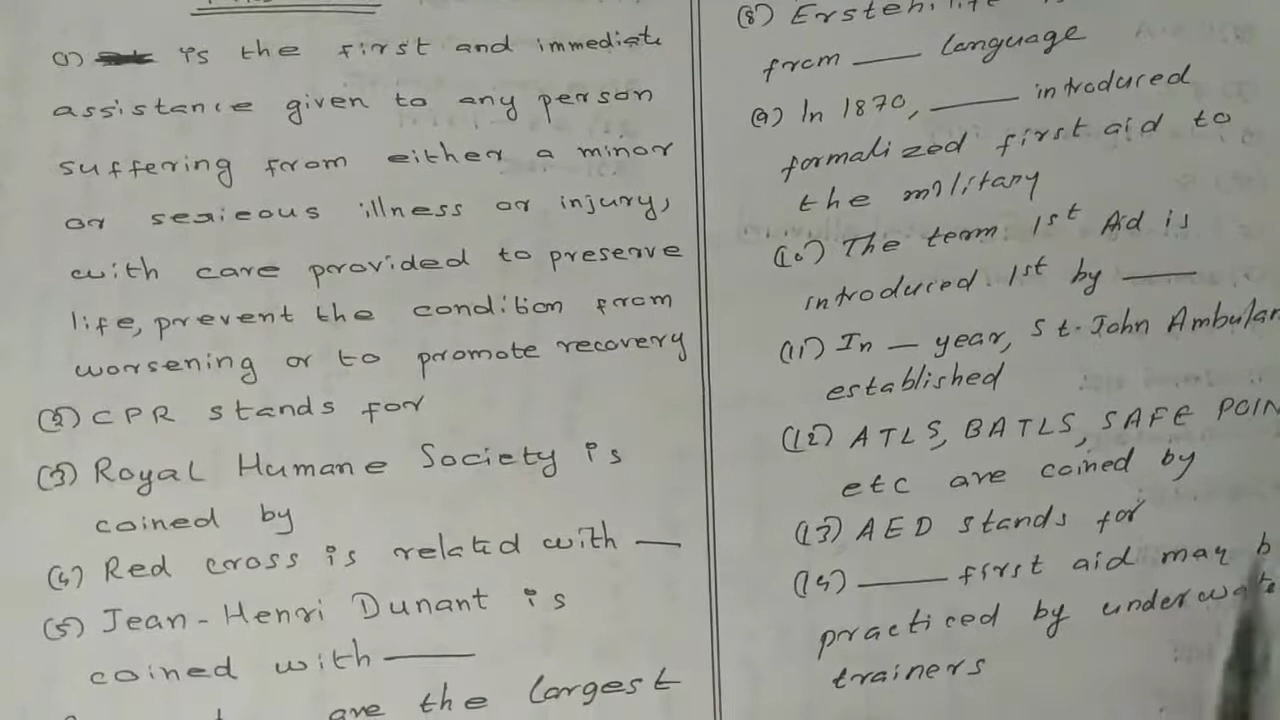 (1) is the first and immediate
assistance given to any person
suffering from either a minor
or serieous illness or injury,
with care provided to preserve
life, prevent the condition from
worsening or to promote recovery
(2) CPR stands for
(3) Royal Humane Society is
coined by
(4) Red cross is related with —
(5) Jean-Henri Dunant is
coined with —
are the largest
(8)
from — language
(9) In 1870, — introduced
formalized first aid to
the military
(10) The term 1st Aid is
introduced 1st by —
(11) In — year, St. John Ambulan
established
(12) ATLS, BATLS, SAFE POIN
etc are coined by
(13) AED stands for
(14) — first aid may b
practiced by underwate
trainers